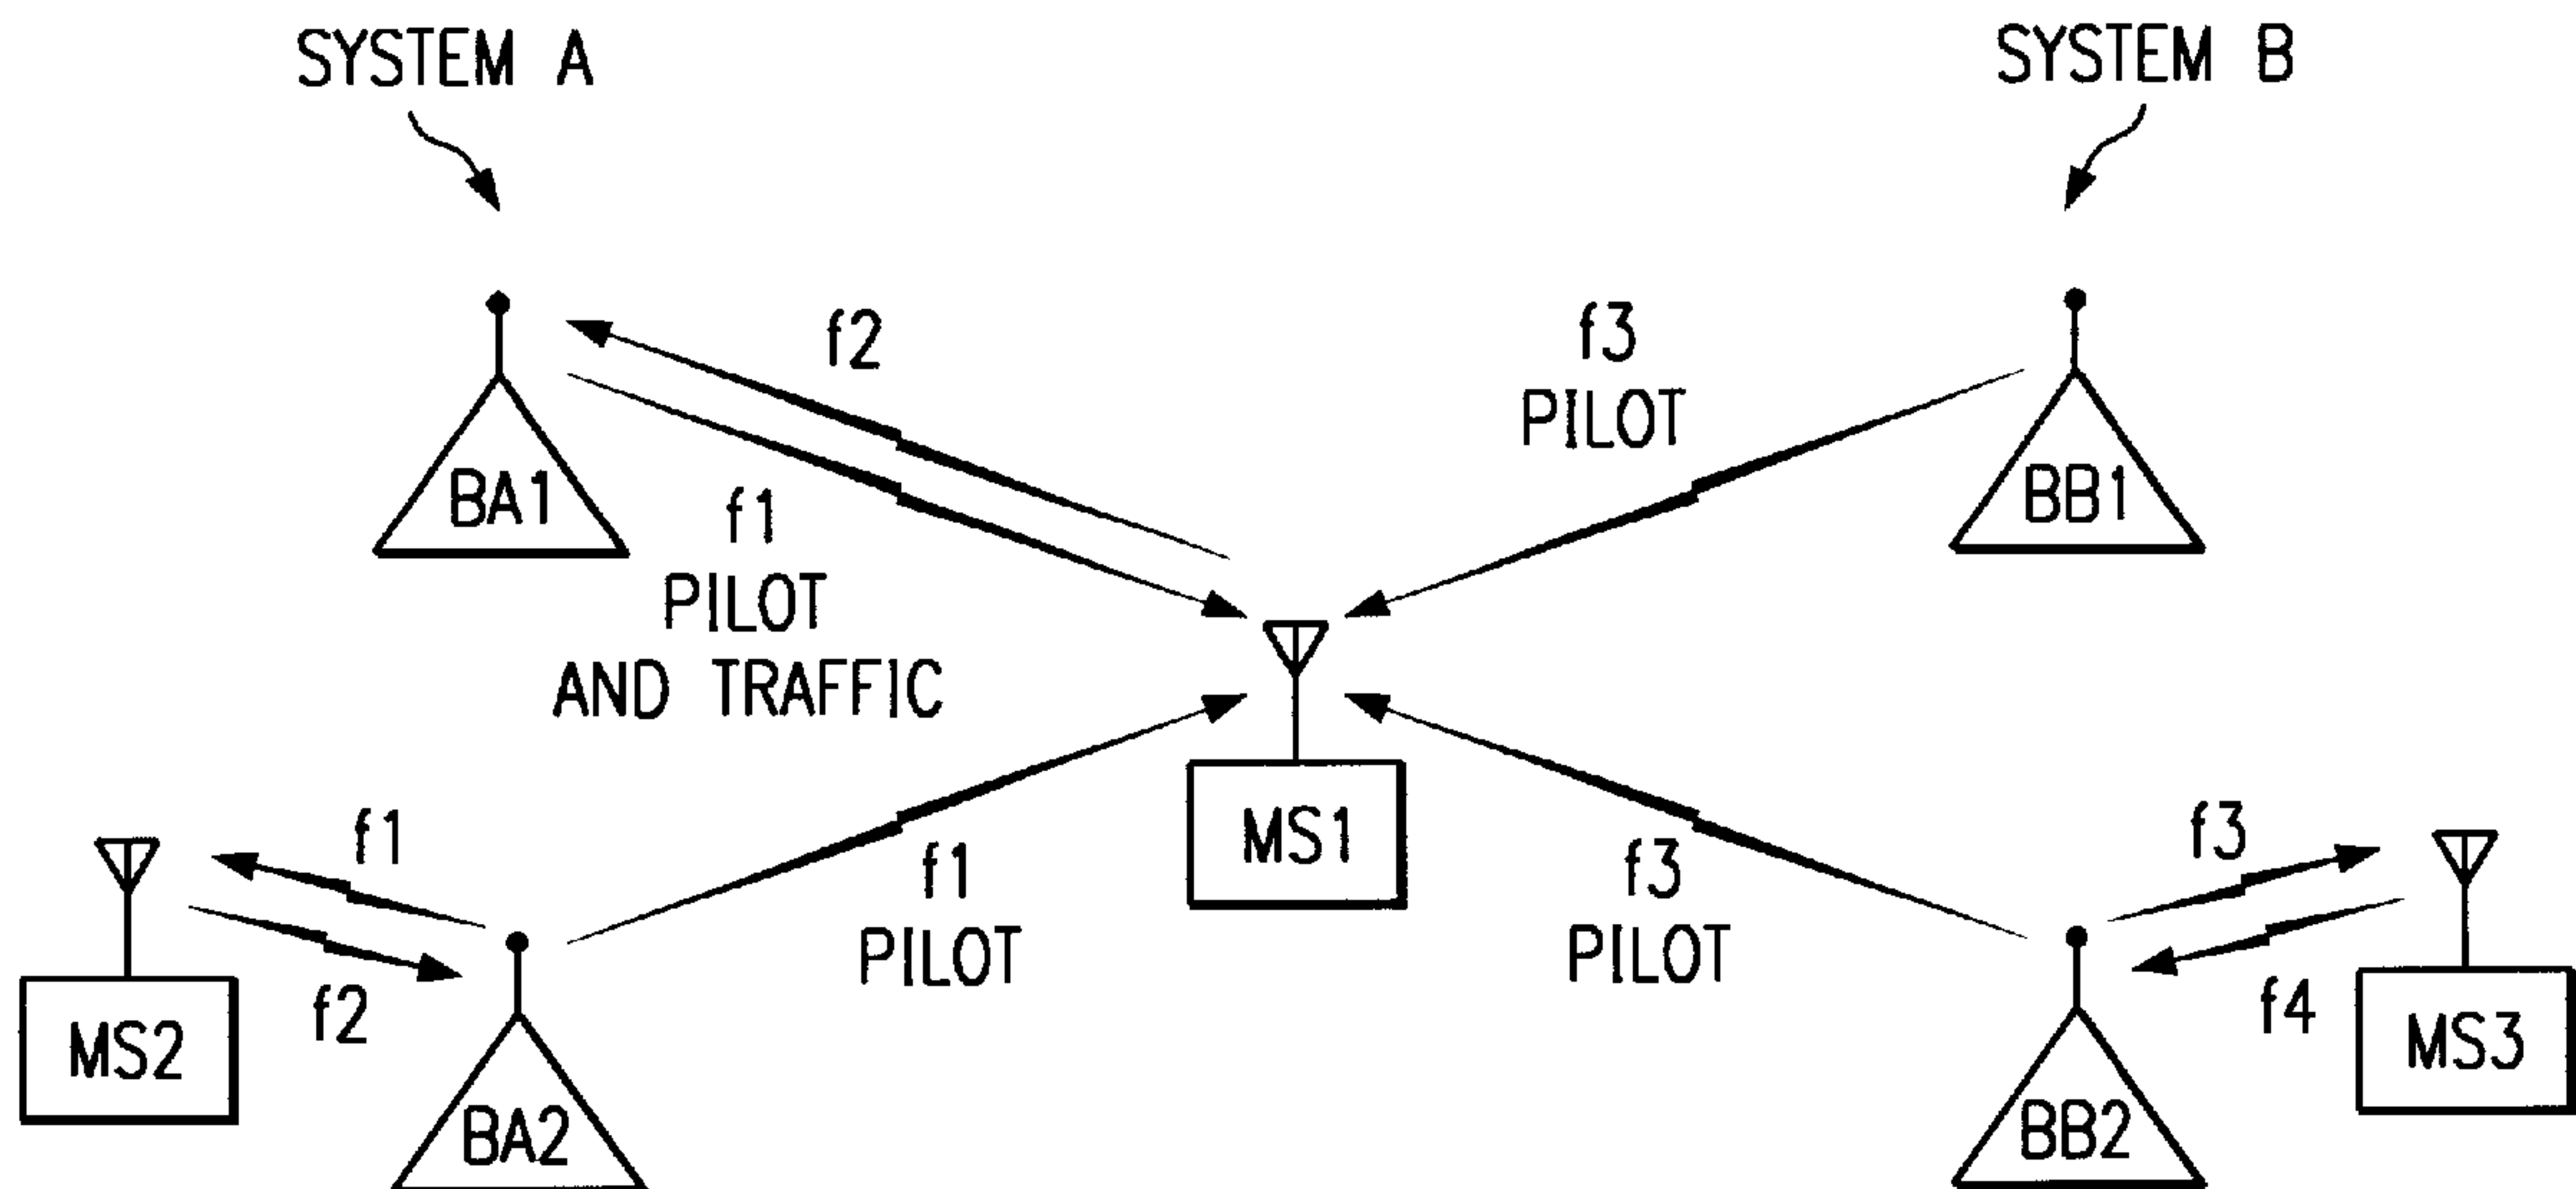 SYSTEM A
SYSTEM B
f2
f3
PILOT
BA1
BB1
f1
PILOT
AND TRAFFIC
MS1
f1
f2
MS2
f1
PILOT
BA2
f3
PILOT
f3
f4
MS3
BB2